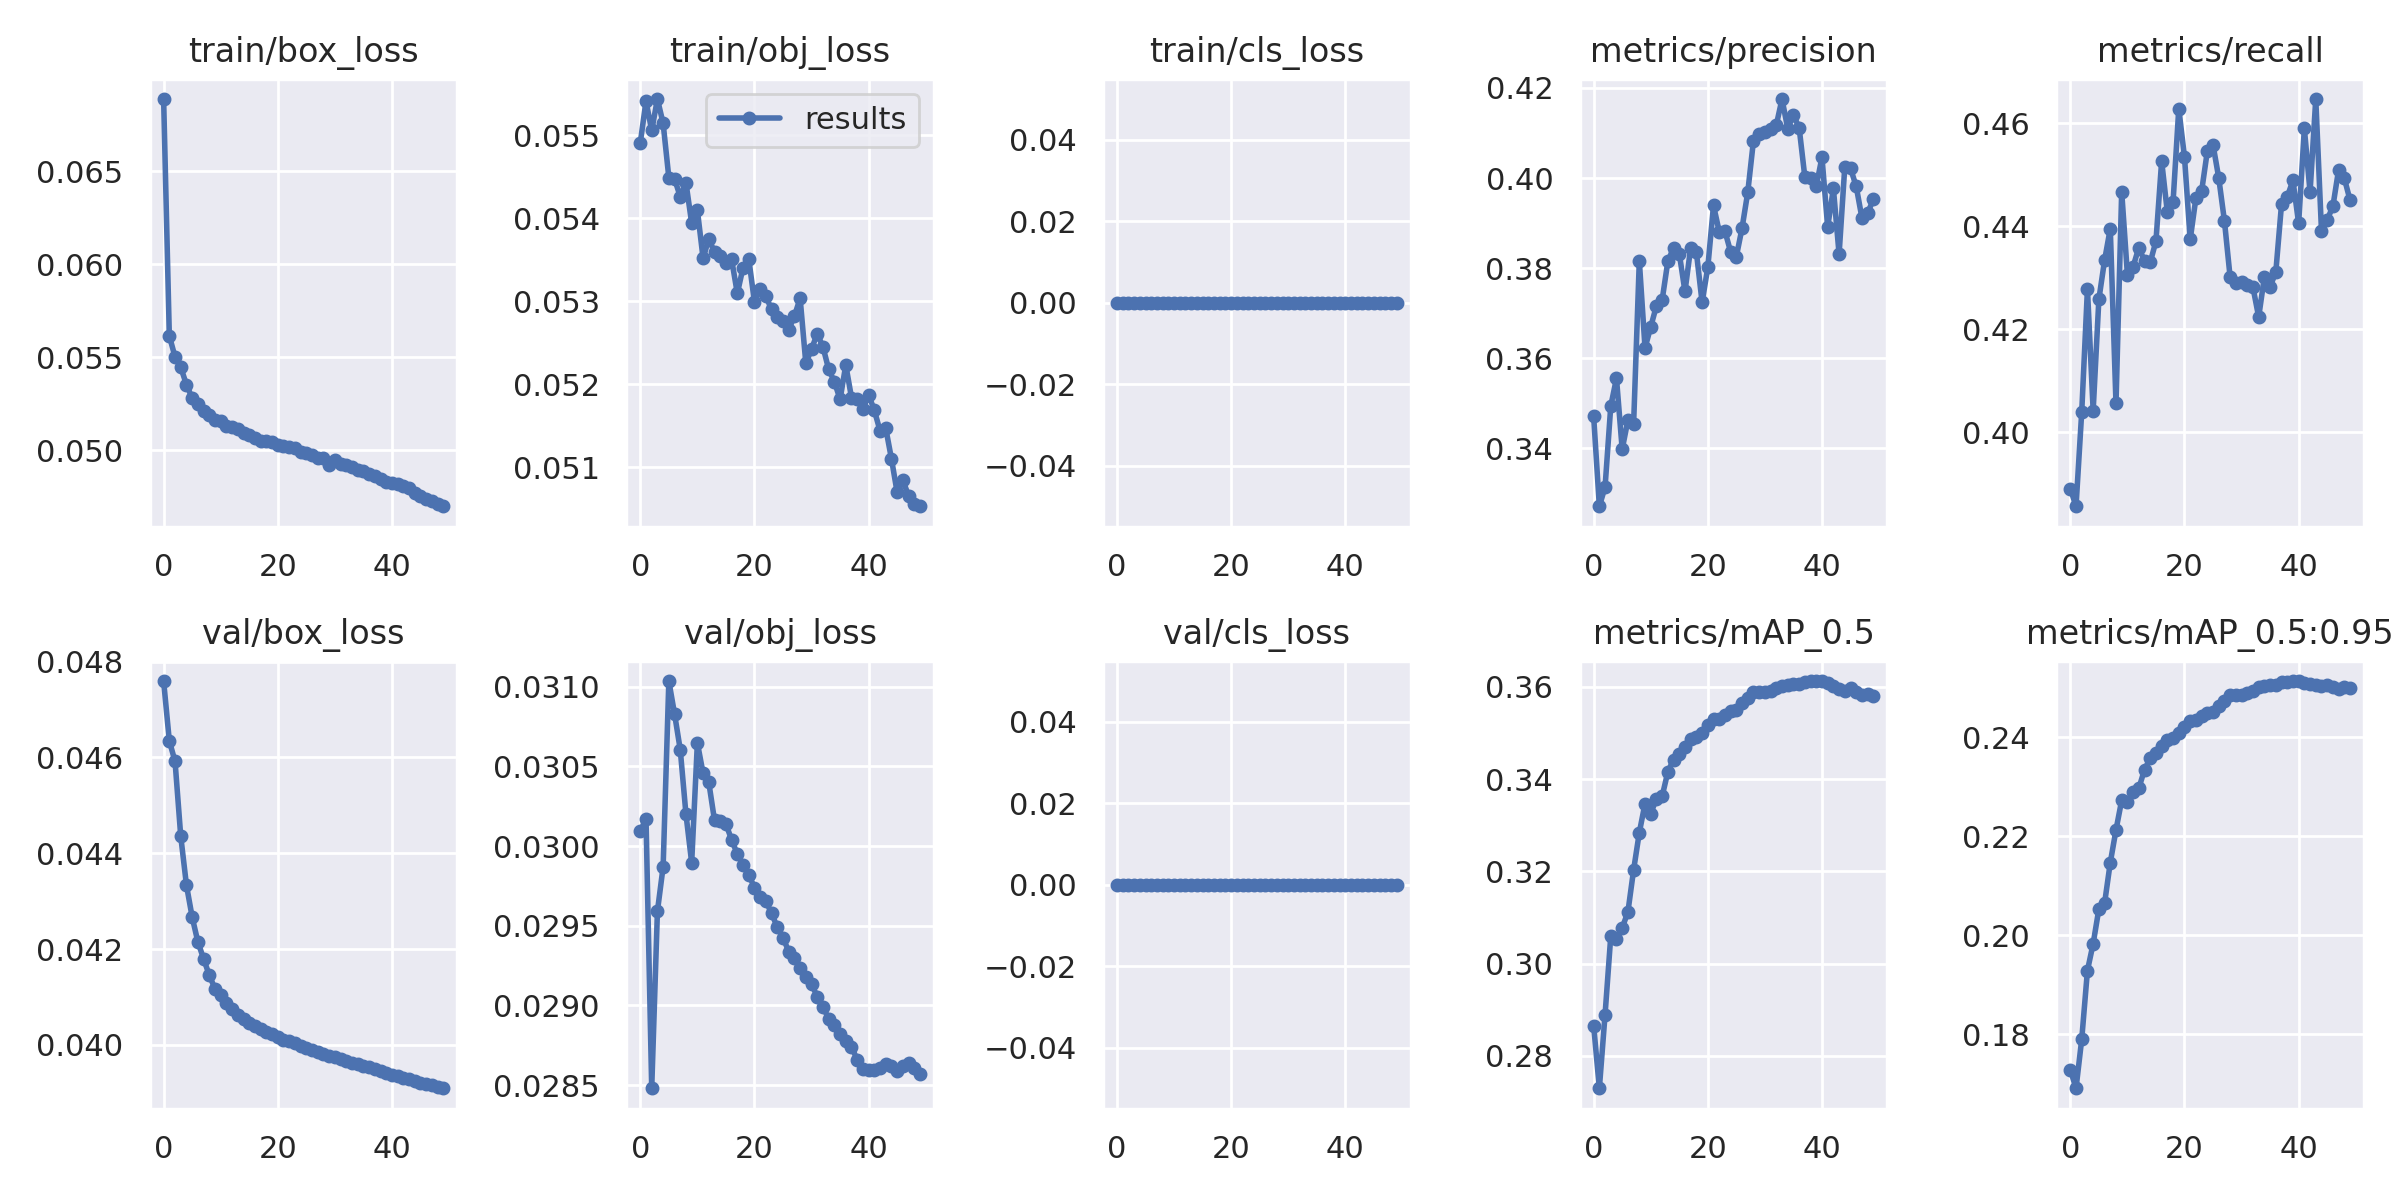 train/box_loss
train/obj_loss
train/cls_loss
metrics/precision
metrics/recall
0.065
0.060
0.055
0.050
0 20 40
results
0.055
0.054
0.053
0.052
0.051
0 20 40
0.04
0.02
0.00
−0.02
−0.04
0 20 40
0.42
0.40
0.38
0.36
0.34
0 20 40
0.46
0.44
0.42
0.40
0 20 40
val/box_loss
val/obj_loss
val/cls_loss
metrics/mAP_0.5
metrics/mAP_0.5:0.95
0.048
0.046
0.044
0.042
0.040
0 20 40
0.0310
0.0305
0.0300
0.0295
0.0290
0.0285
0 20 40
0.04
0.02
0.00
−0.02
−0.04
0 20 40
0.36
0.34
0.32
0.30
0.28
0 20 40
0.24
0.22
0.20
0.18
0 20 40